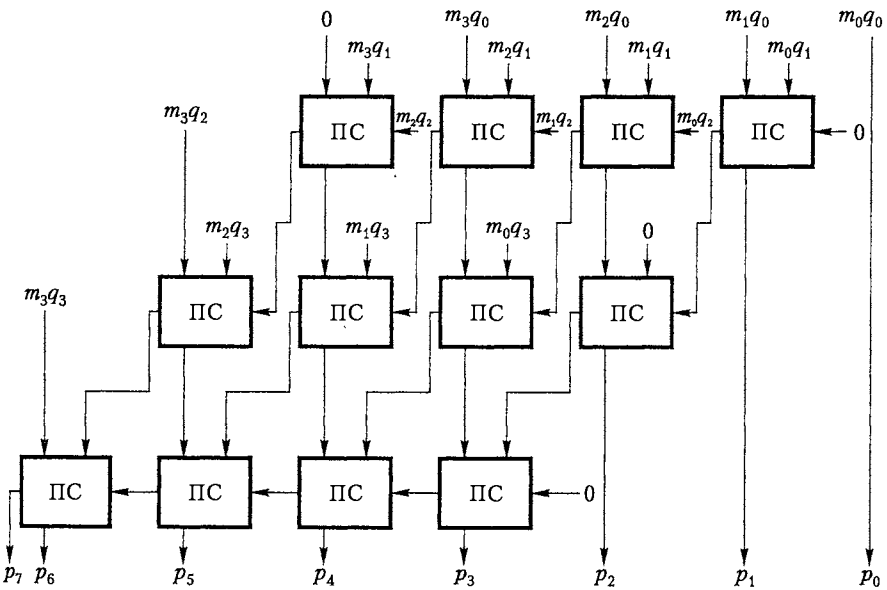 0 m₃q₀ m₂q₀ m₁q₀ m₀q₀
m₃q₁ m₂q₁ m₁q₁ m₀q₁
ПС m₂q₂ ПС m₁q₂ ПС m₀q₂ ПС 0
m₃q₂
m₂q₃ m₁q₃ m₀q₃ 0
ПС ПС ПС ПС
m₃q₃
ПС ПС ПС ПС 0
p₇ p₆ p₅ p₄ p₃ p₂ p₁ p₀